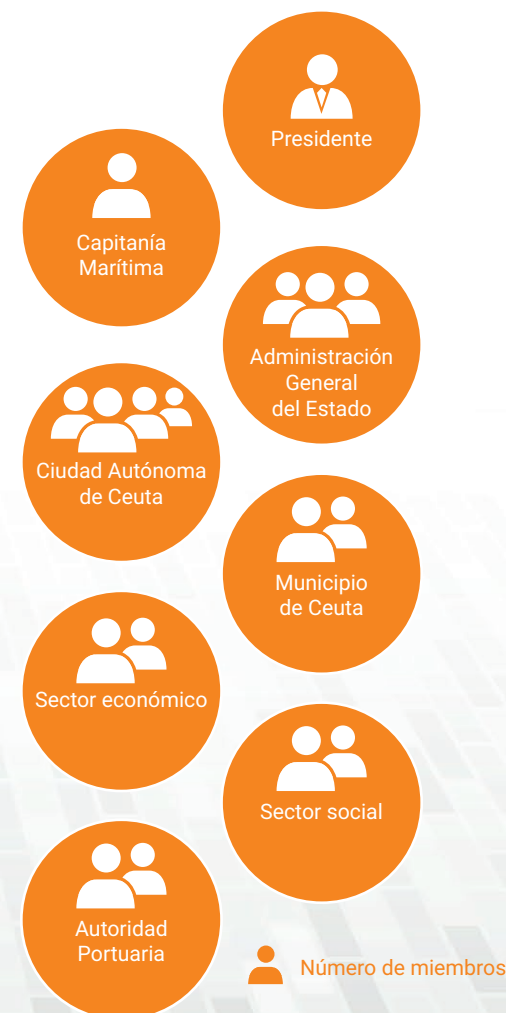 Presidente
Capitanía
Marítima
Administración
General
del Estado
Ciudad Autónoma
de Ceuta
Municipio
de Ceuta
Sector económico
Sector social
Autoridad
Portuaria
Número de miembros